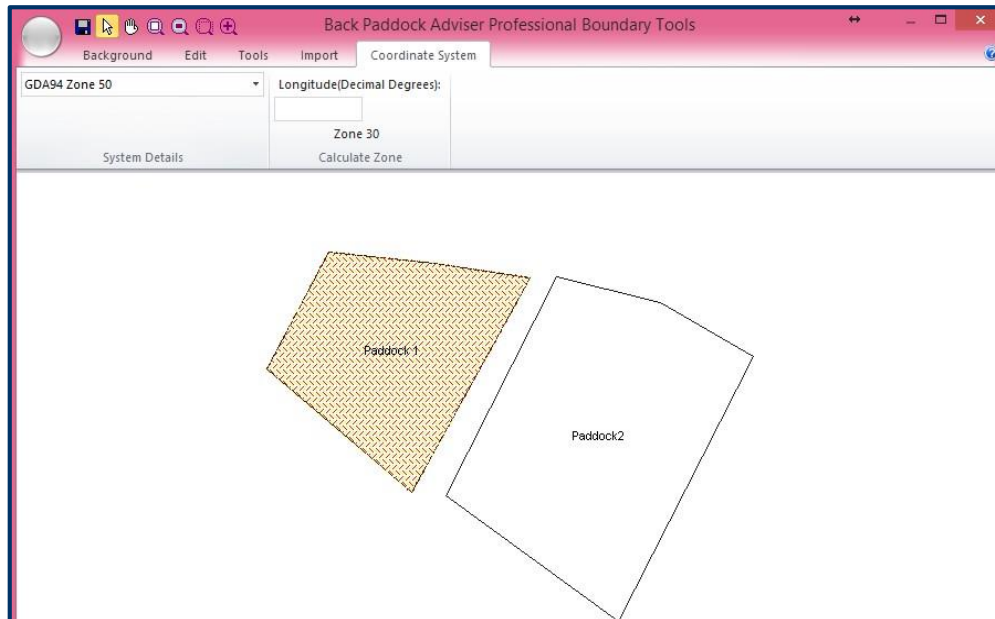 Back Paddock Adviser Professional Boundary Tools
Background Edit Tools Import Coordinate System
GDA94 Zone 50
Longitude(Decimal Degrees):
Zone 30
System Details
Calculate Zone
Paddock 1
Paddock2